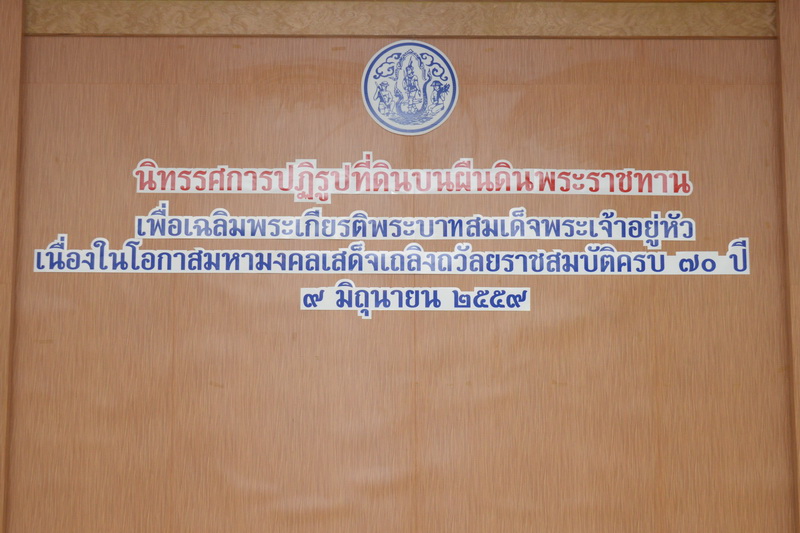 นิทรรศการปฏิรูปที่ดินบนผืนดินพระราชทาน
เพื่อเฉลิมพระเกียรติพระบาทสมเด็จพระเจ้าอยู่หัว
เนื่องในโอกาสมหามงคลเสด็จเถลิงถวัลยราชสมบัติครบ ๗๐ ปี
๙ มิถุนายน ๒๕๕๙